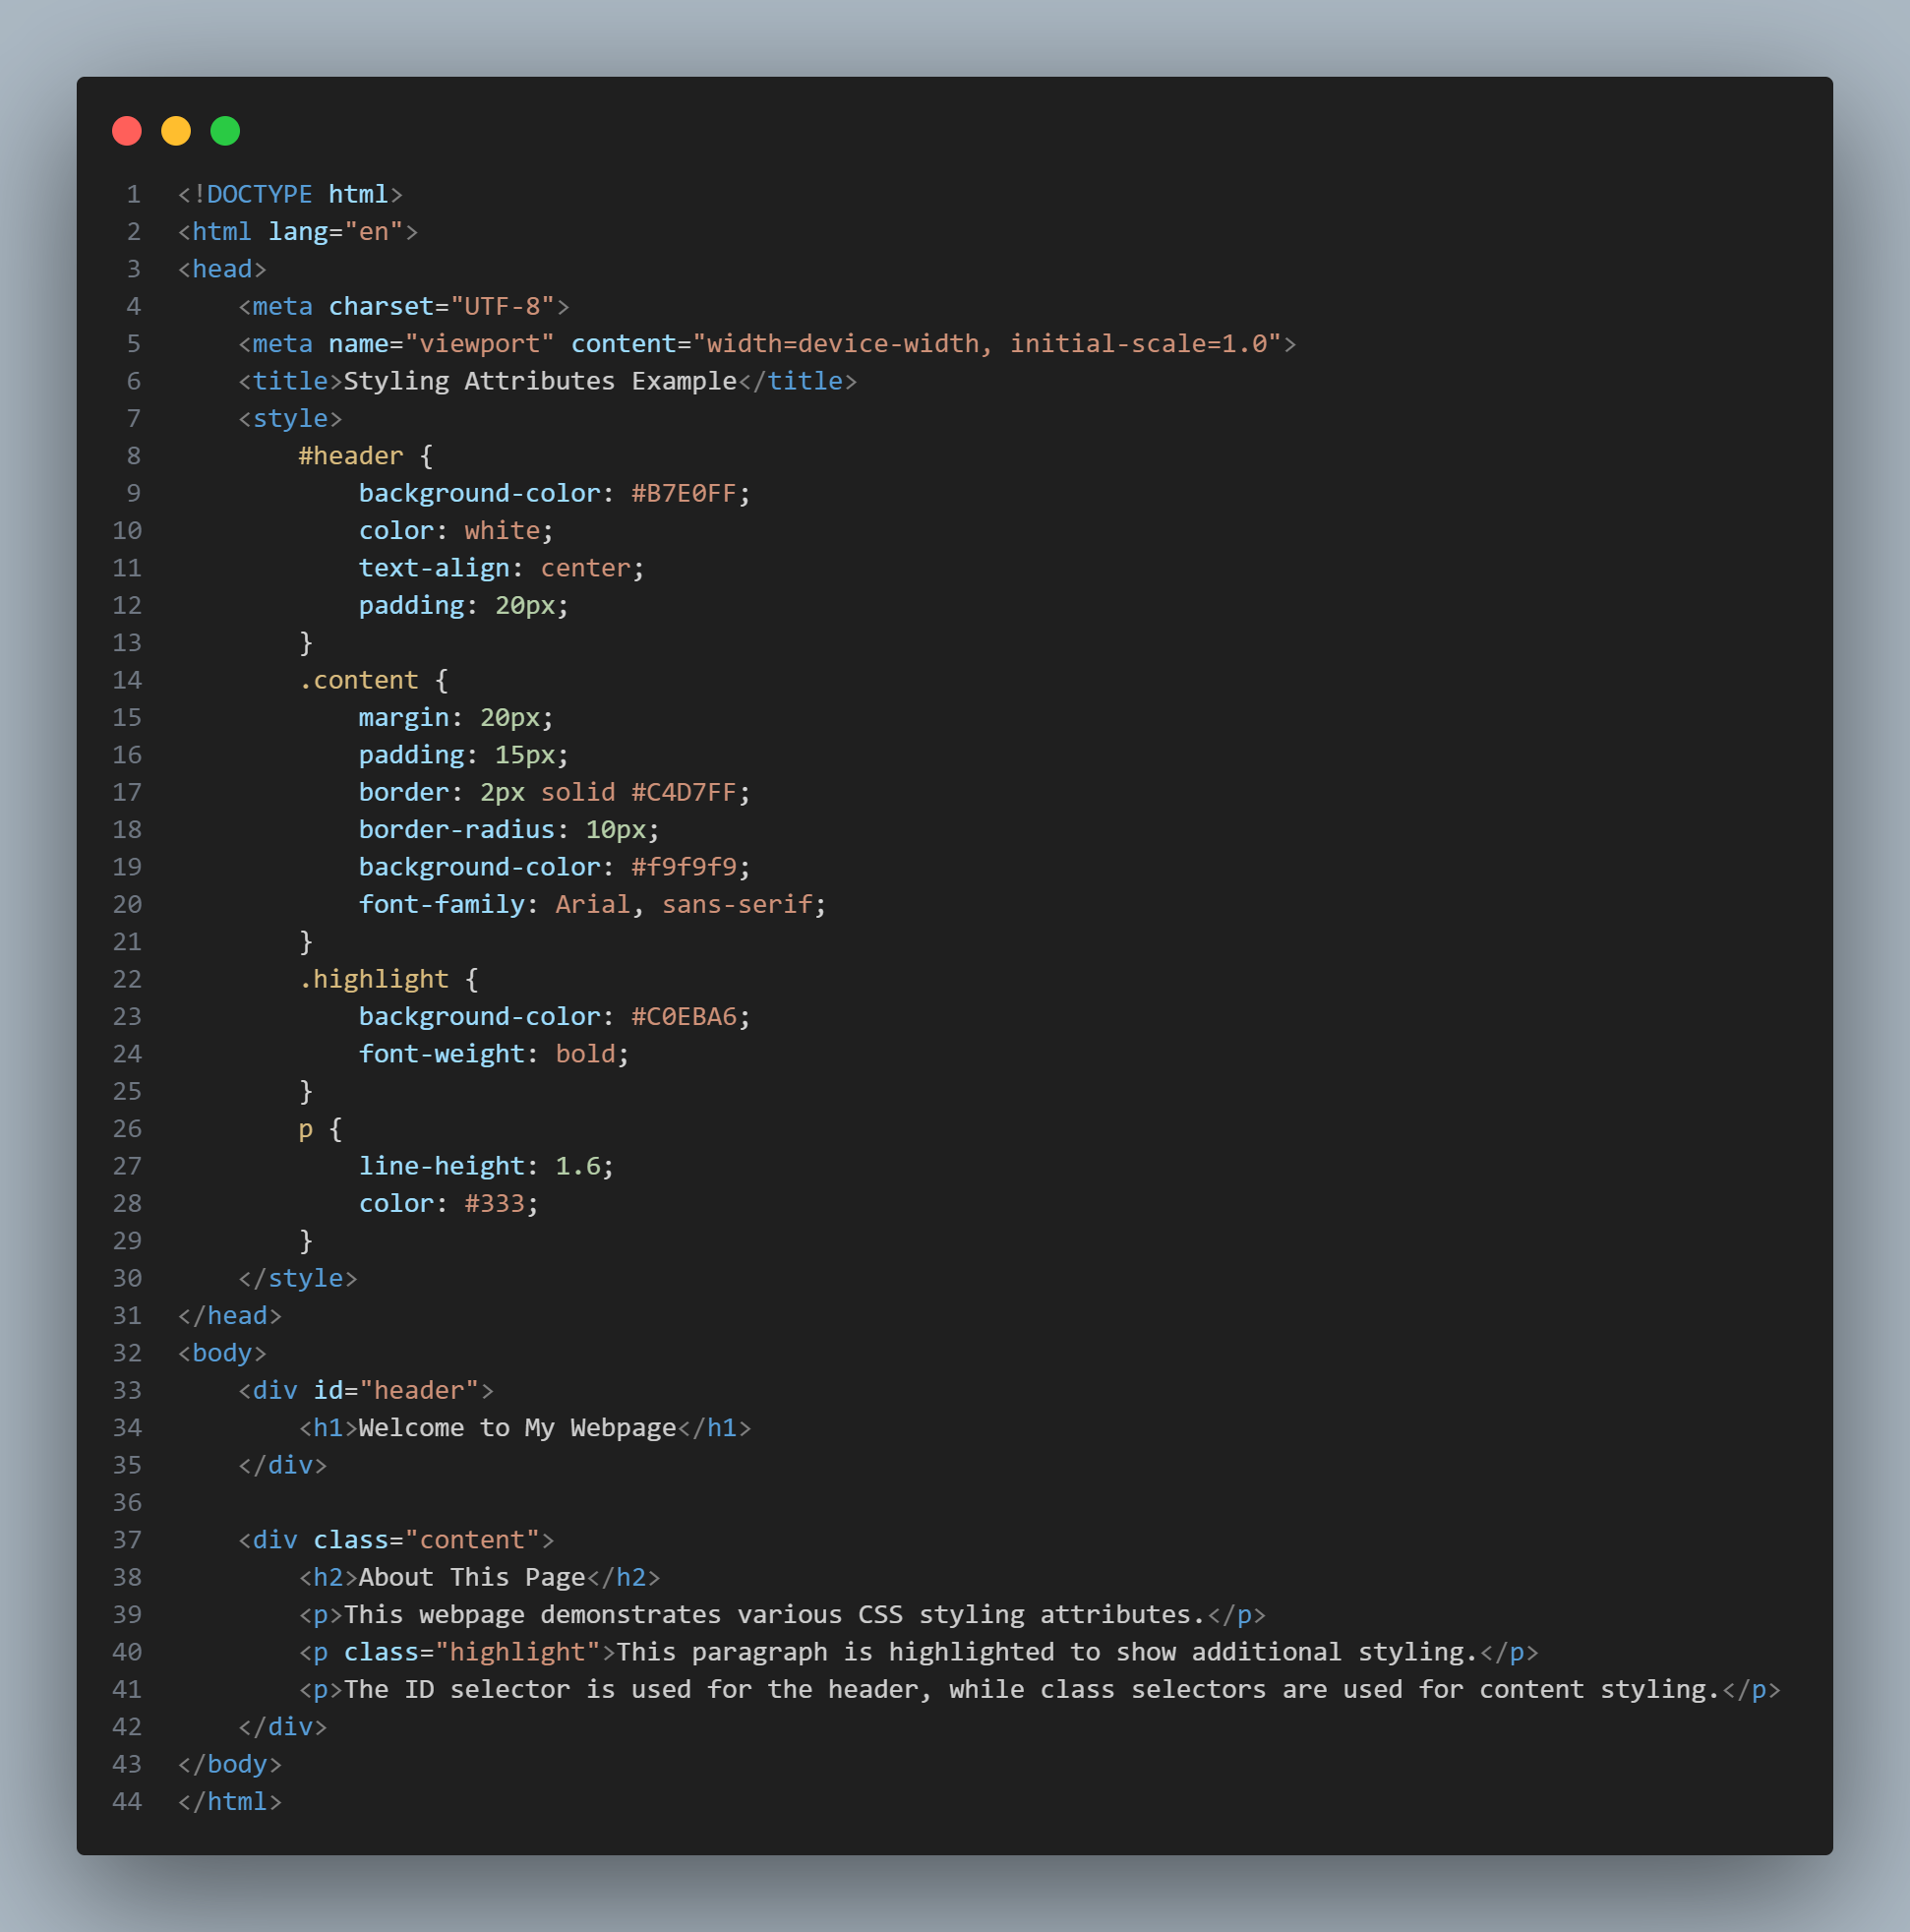 1 <!DOCTYPE html>
2 <html lang="en">
3 <head>
4     <meta charset="UTF-8">
5     <meta name="viewport" content="width=device-width, initial-scale=1.0">
6     <title>Styling Attributes Example</title>
7     <style>
8         #header {
9             background-color: #B7E0FF;
10             color: white;
11             text-align: center;
12             padding: 20px;
13         }
14         .content {
15             margin: 20px;
16             padding: 15px;
17             border: 2px solid #C4D7FF;
18             border-radius: 10px;
19             background-color: #f9f9f9;
20             font-family: Arial, sans-serif;
21         }
22         .highlight {
23             background-color: #C0EBA6;
24             font-weight: bold;
25         }
26         p {
27             line-height: 1.6;
28             color: #333;
29         }
30     </style>
31 </head>
32 <body>
33     <div id="header">
34         <h1>Welcome to My Webpage</h1>
35     </div>
36
37     <div class="content">
38         <h2>About This Page</h2>
39         <p>This webpage demonstrates various CSS styling attributes.</p>
40         <p class="highlight">This paragraph is highlighted to show additional styling.</p>
41         <p>The ID selector is used for the header, while class selectors are used for content styling.</p>
42     </div>
43 </body>
44 </html>